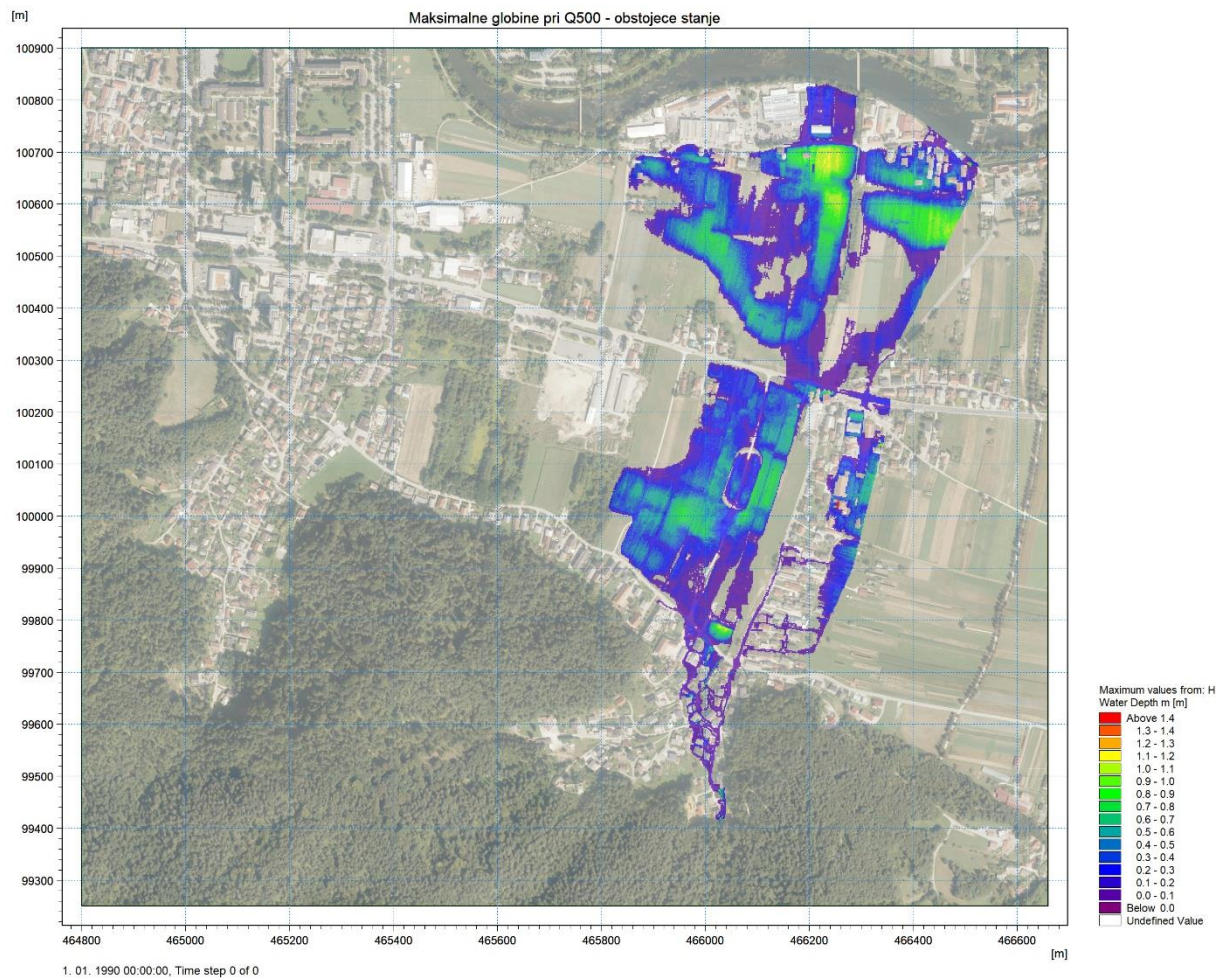 [m]
Maksimalne globine pri Q500 - obstojece stanje
100900
100800
100700
100600
100500
100400
100300
100200
100100
100000
99900
99800
99700
99600
99500
99400
99300
464800 465000 465200 465400 465600 465800 466000 466200 466400 466600
[m]
Maximum values from: H
Water Depth m [m]
Above 1.4
1.3 - 1.4
1.2 - 1.3
1.1 - 1.2
1.0 - 1.1
0.9 - 1.0
0.8 - 0.9
0.7 - 0.8
0.6 - 0.7
0.5 - 0.6
0.4 - 0.5
0.3 - 0.4
0.2 - 0.3
0.1 - 0.2
0.0 - 0.1
Below 0.0
Undefined Value
1. 01. 1990 00:00:00, Time step 0 of 0